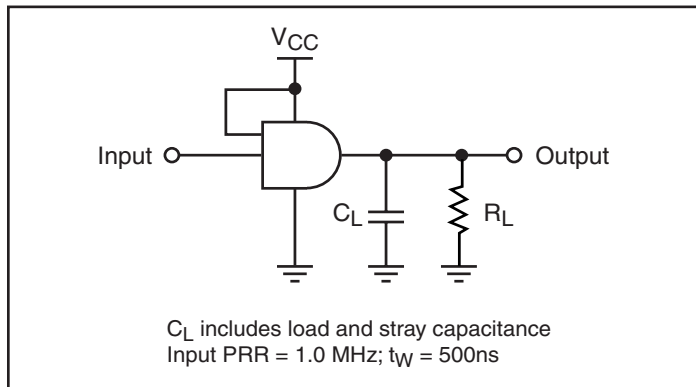 VCC
Input
Output
CL
RL
CL includes load and stray capacitance
Input PRR = 1.0 MHz; tW = 500ns